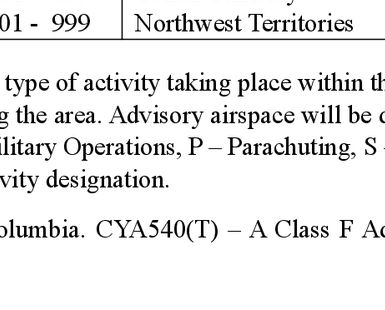 01 - 999 Northwest Territories
type of activity taking place within th
g the area. Advisory airspace will be
ilitary Operations, P – Parachuting, S
vity designation.
olumbia. CYA540(T) – A Class F Ad